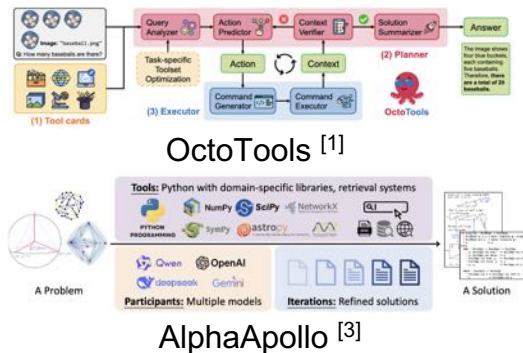 Image: "baseball.png"
Q: How many baseballs are there?
(1) Tool cards
Query
Analyzer
Action
Predictor
Context
Verifier
Solution
Summarizer
Answer
Task-specific
Toolset
Optimization
Action
Context
(2) Planner
(3) Executor
Command
Generator
Command
Executor
OctoTools
The image shows
four blue buckets,
each containing
five baseballs.
Therefore, there
are a total of 20
baseballs.
OctoTools [1]
Tools: Python with domain-specific libraries, retrieval systems
PYTHON
PROGRAMMING
NumPy
SciPy
NetworkX
SymPy
astropy
Qwen
OpenAI
deepseek
Gemini
A Problem
Participants: Multiple models
Iterations: Refined solutions
A Solution
AlphaApollo [3]